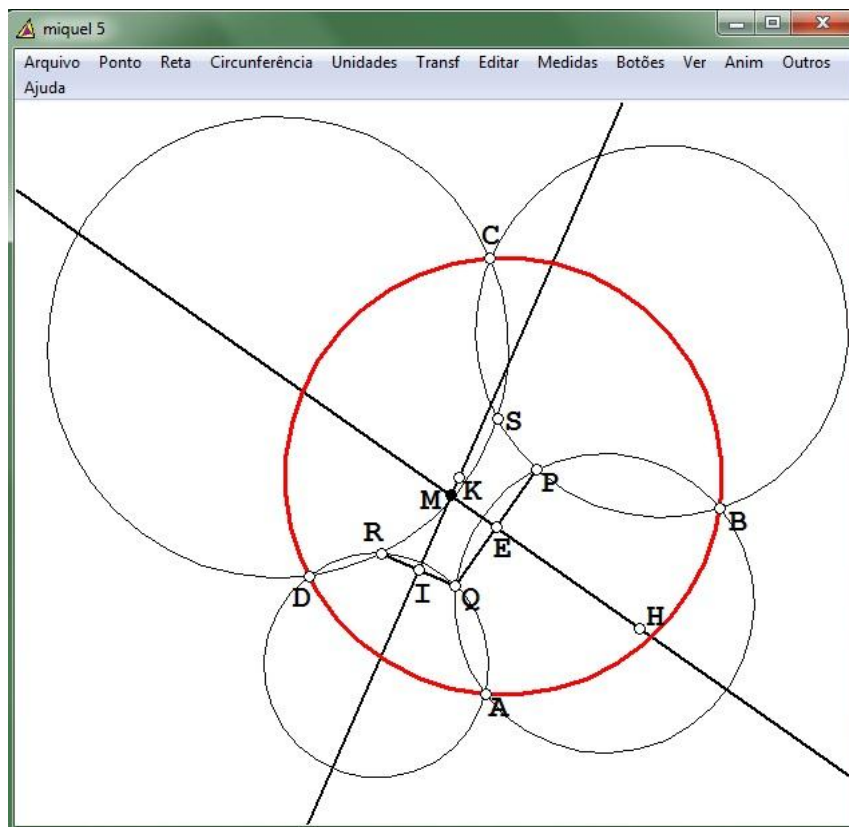 miquel 5
Arquivo Ponto Reta Circunferência Unidades Transf Editar Medidas Botões Ver Anim Outros
Ajuda
C
S
P
M K
B
E
R
I Q
D
H
A